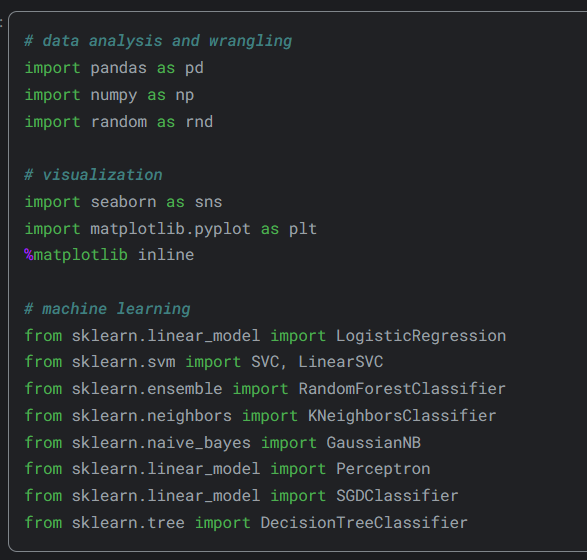 :
# data analysis and wrangling
import pandas as pd
import numpy as np
import random as rnd
# visualization
import seaborn as sns
import matplotlib.pyplot as plt
%matplotlib inline
# machine learning
from sklearn.linear_model import LogisticRegression
from sklearn.svm import SVC, LinearSVC
from sklearn.ensemble import RandomForestClassifier
from sklearn.neighbors import KNeighborsClassifier
from sklearn.naive_bayes import GaussianNB
from sklearn.linear_model import Perceptron
from sklearn.linear_model import SGDClassifier
from sklearn.tree import DecisionTreeClassifier